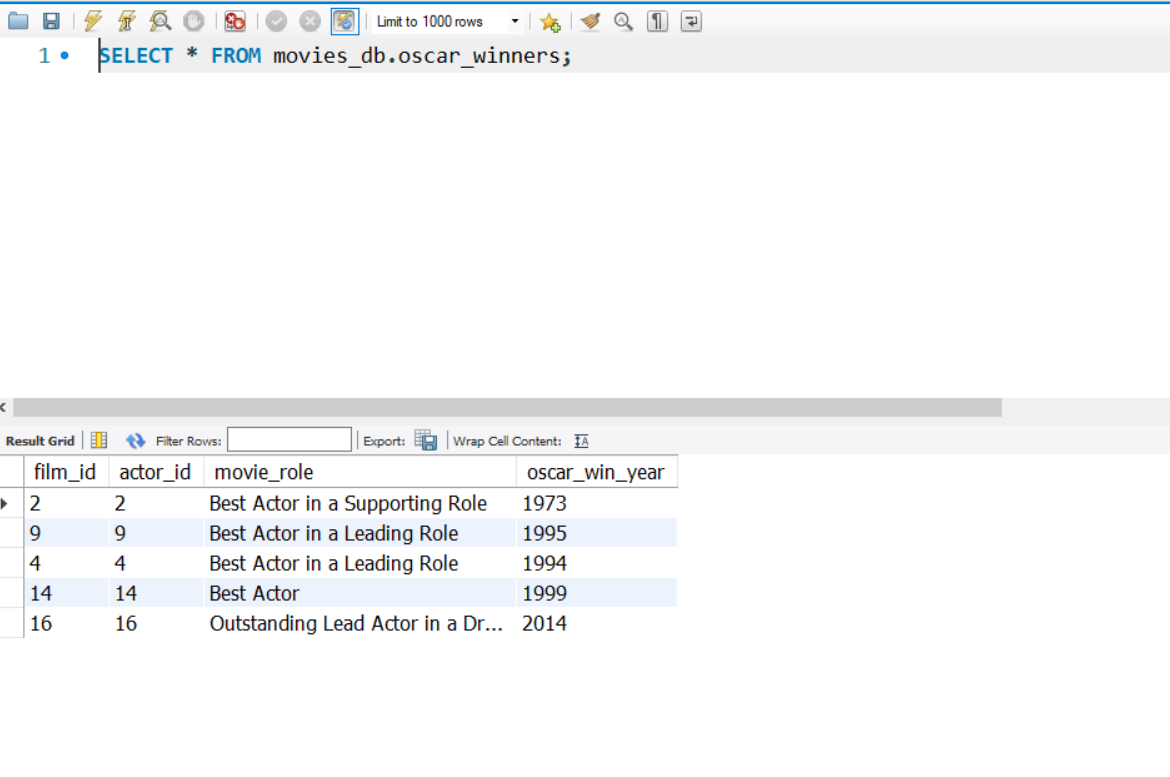 Limit to 1000 rows
1 SELECT * FROM movies_db.oscar_winners;
Result Grid Filter Rows: Export: Wrap Cell Content: IA
film_id actor_id movie_role oscar_win_year
2 2 Best Actor in a Supporting Role 1973
9 9 Best Actor in a Leading Role 1995
4 4 Best Actor in a Leading Role 1994
14 14 Best Actor 1999
16 16 Outstanding Lead Actor in a Dr... 2014